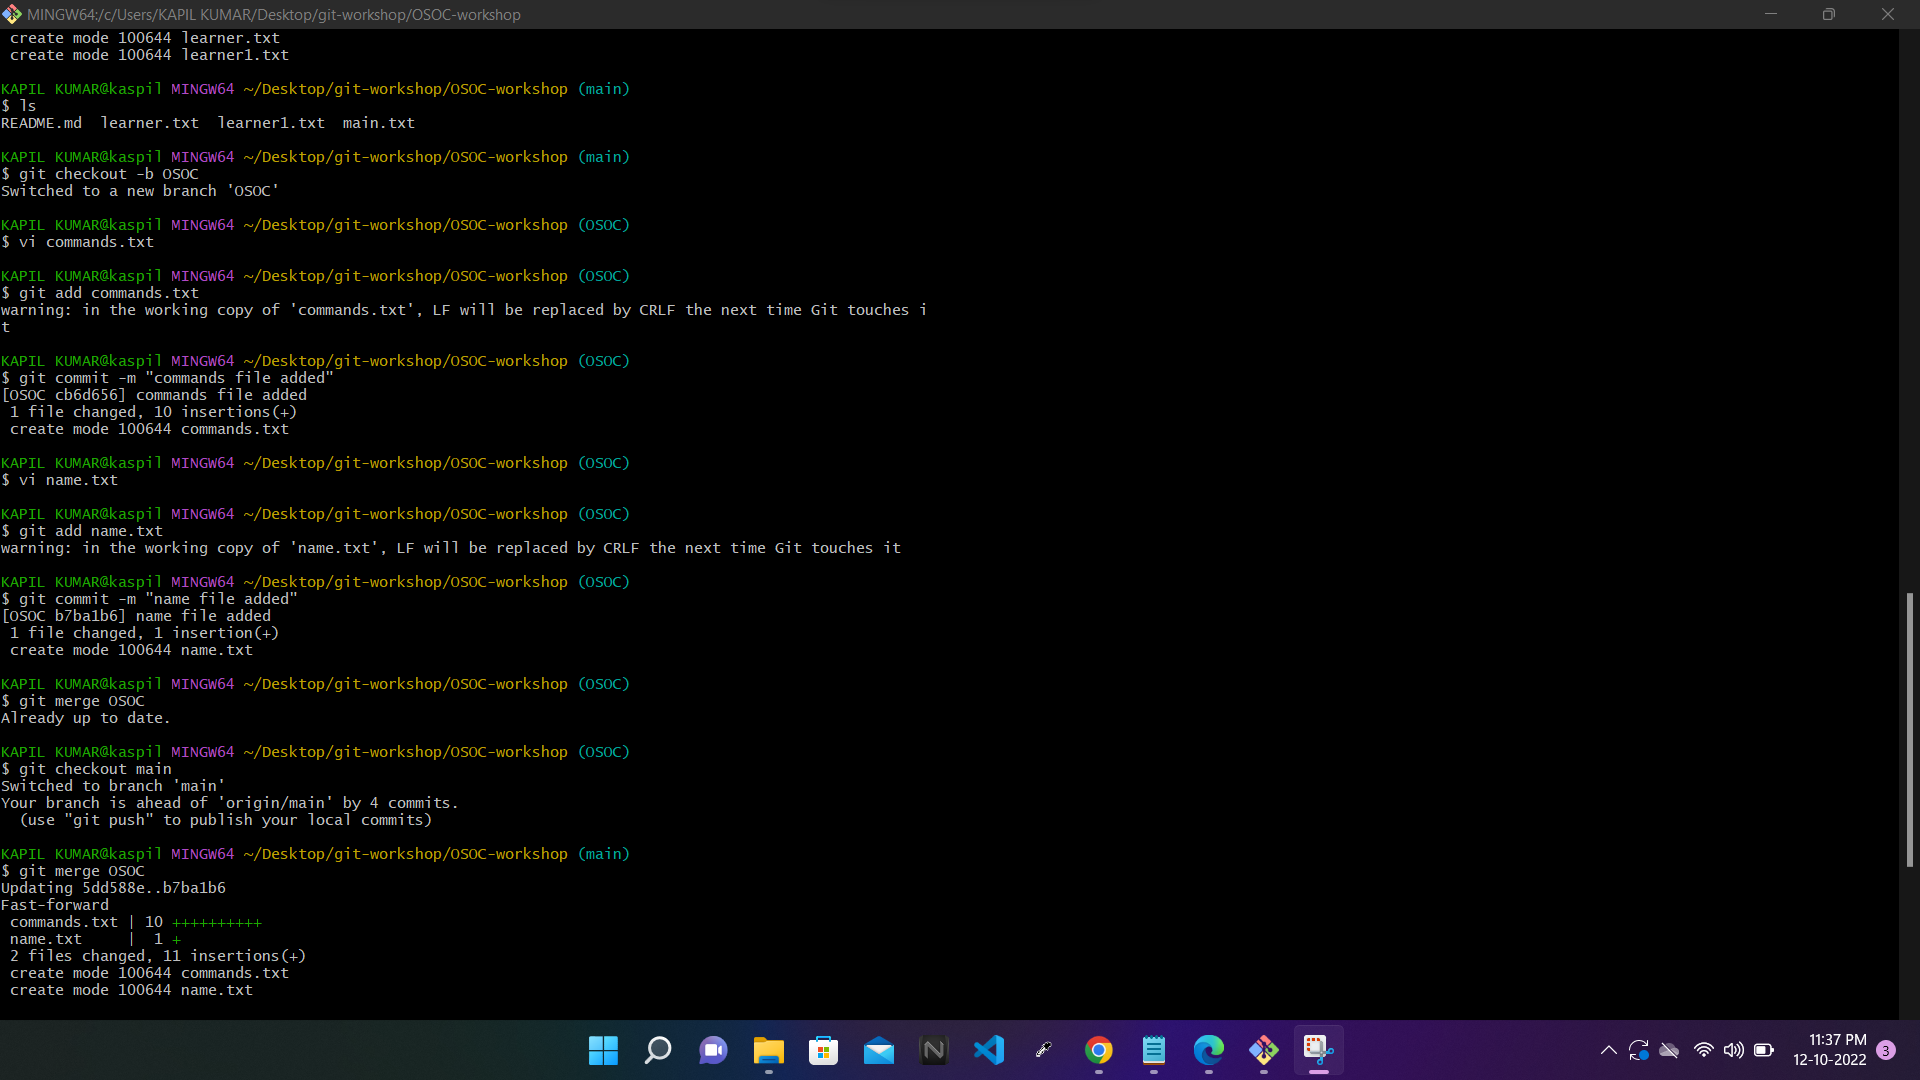 MINGW64:/c/Users/KAPIL KUMAR/Desktop/git-workshop/OSOC-workshop
create mode 100644 learner.txt
create mode 100644 learner1.txt
KAPIL KUMAR@kaspil MINGW64 ~/Desktop/git-workshop/OSOC-workshop (main)
$ ls
README.md  learner.txt  learner1.txt  main.txt
KAPIL KUMAR@kaspil MINGW64 ~/Desktop/git-workshop/OSOC-workshop (main)
$ git checkout -b OSOC
Switched to a new branch 'OSOC'
KAPIL KUMAR@kaspil MINGW64 ~/Desktop/git-workshop/OSOC-workshop (OSOC)
$ vi commands.txt
KAPIL KUMAR@kaspil MINGW64 ~/Desktop/git-workshop/OSOC-workshop (OSOC)
$ git add commands.txt
warning: in the working copy of 'commands.txt', LF will be replaced by CRLF the next time Git touches i
t
KAPIL KUMAR@kaspil MINGW64 ~/Desktop/git-workshop/OSOC-workshop (OSOC)
$ git commit -m "commands file added"
[OSOC cb6d656] commands file added
1 file changed, 10 insertions(+)
create mode 100644 commands.txt
KAPIL KUMAR@kaspil MINGW64 ~/Desktop/git-workshop/OSOC-workshop (OSOC)
$ vi name.txt
KAPIL KUMAR@kaspil MINGW64 ~/Desktop/git-workshop/OSOC-workshop (OSOC)
$ git add name.txt
warning: in the working copy of 'name.txt', LF will be replaced by CRLF the next time Git touches it
KAPIL KUMAR@kaspil MINGW64 ~/Desktop/git-workshop/OSOC-workshop (OSOC)
$ git commit -m "name file added"
[OSOC b7ba1b6] name file added
1 file changed, 1 insertion(+)
create mode 100644 name.txt
KAPIL KUMAR@kaspil MINGW64 ~/Desktop/git-workshop/OSOC-workshop (OSOC)
$ git merge OSOC
Already up to date.
KAPIL KUMAR@kaspil MINGW64 ~/Desktop/git-workshop/OSOC-workshop (OSOC)
$ git checkout main
Switched to branch 'main'
Your branch is ahead of 'origin/main' by 4 commits.
(use "git push" to publish your local commits)
KAPIL KUMAR@kaspil MINGW64 ~/Desktop/git-workshop/OSOC-workshop (main)
$ git merge OSOC
Updating 5dd588e..b7ba1b6
Fast-forward
commands.txt | 10 ++++++++++
name.txt     |  1 +
2 files changed, 11 insertions(+)
create mode 100644 commands.txt
create mode 100644 name.txt
11:37 PM
12-10-2022
3